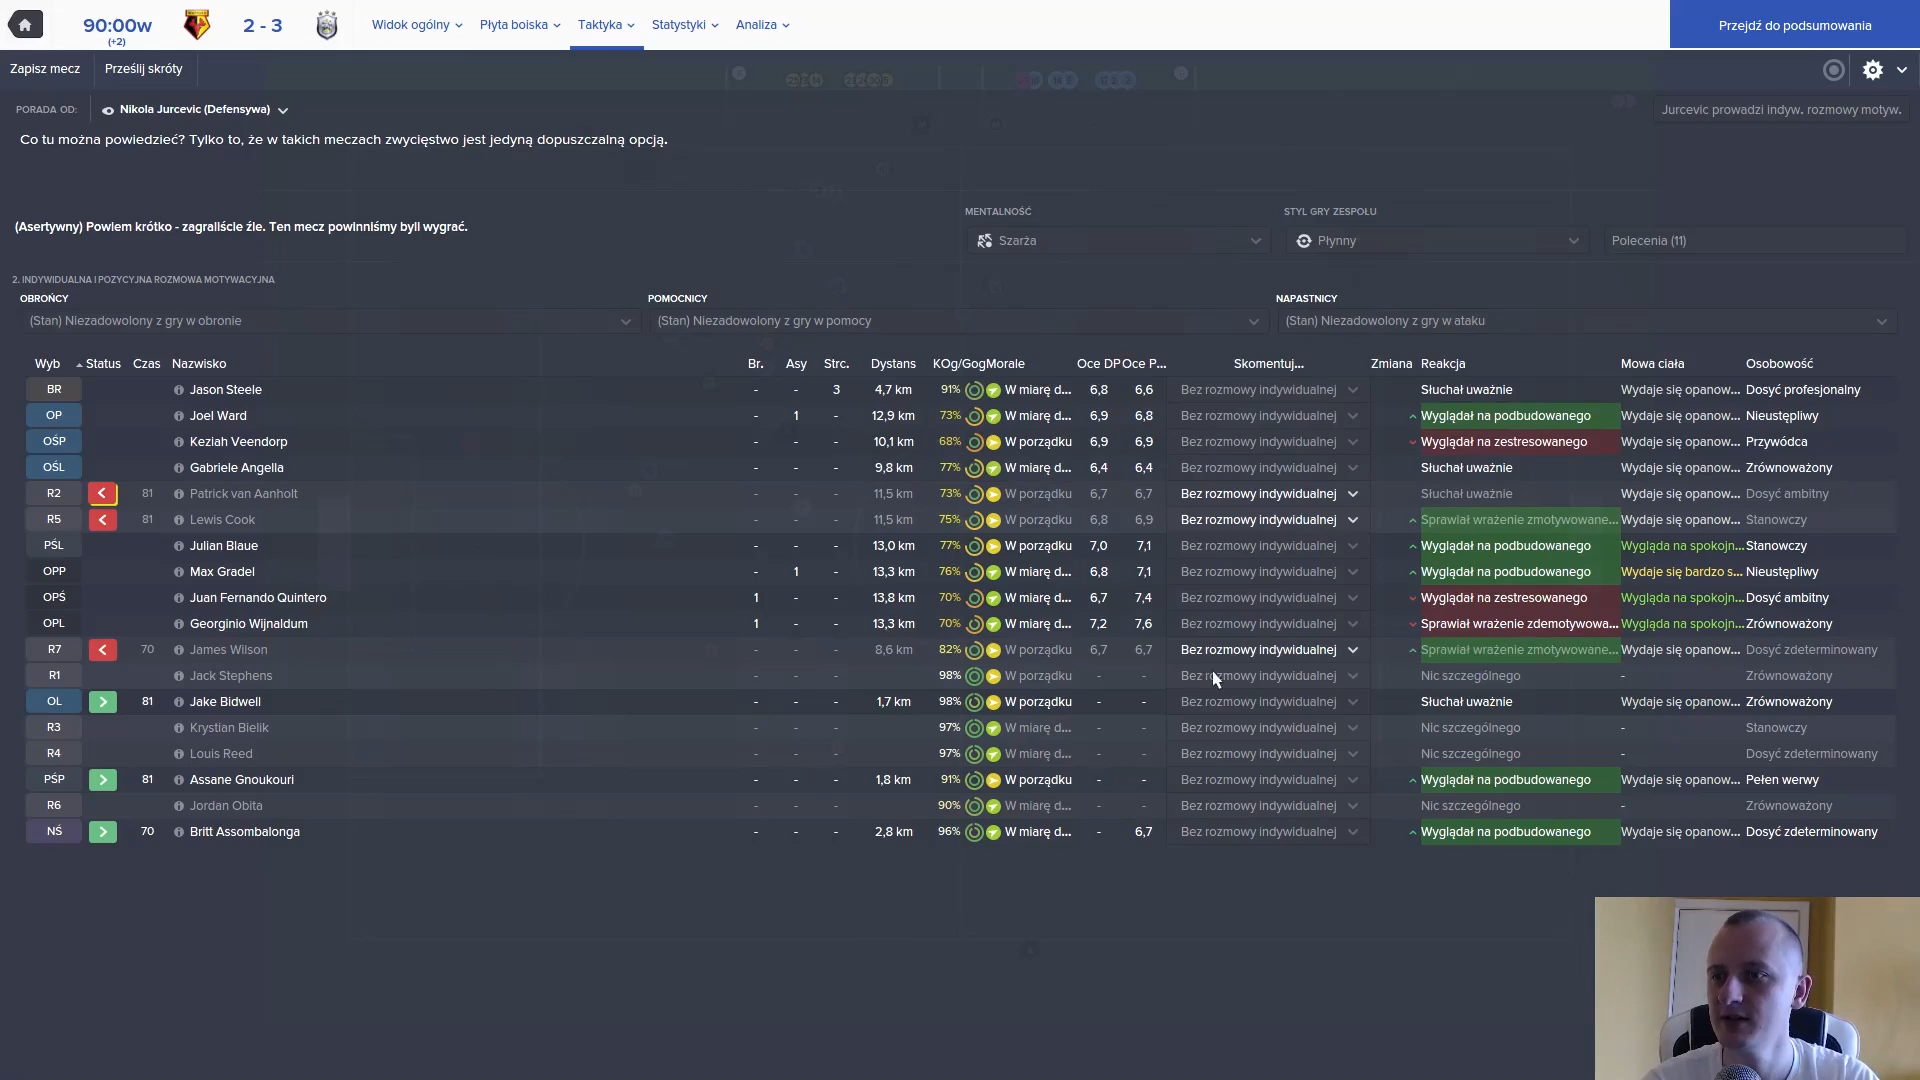 90:00w
(+2)
2 - 3
Widok ogólny
Płyta boiska
Taktyka
Statystyki
Analiza
Przejdź do podsumowania
Zapisz mecz
Prześlij skróty
PORADA OD:
Nikola Jurcevic (Defensywa)
Jurcevic prowadzi indyw. rozmowy motyw.
Co tu można powiedzieć? Tylko to, że w takich meczach zwycięstwo jest jedyną dopuszczalną opcją.
(Asertywny) Powiem krótko - zagraliście źle. Ten mecz powinniśmy byli wygrać.
MENTALNOŚĆ
STYL GRY ZESPOŁU
Szarża
Płynny
Polecenia (11)
2. INDYWIDUALNA I POZYCYJNA ROZMOWA MOTYWACYJNA
OBROŃCY
POMOCNICY
NAPASTNICY
(Stan) Niezadowolony z gry w obronie
(Stan) Niezadowolony z gry w pomocy
(Stan) Niezadowolony z gry w ataku
Wyb Status Czas Nazwisko Br. Asy Strc. Dystans KOg/GogMorale Oce DP Oce P... Skomentuj... Zmiana Reakcja Mowa ciała Osobowość
BR Jason Steele - - 3 4,7 km 91% W miarę d... 6,8 6,6 Bez rozmowy indywidualnej Słuchał uważnie Wydaje się opanow... Dosyć profesjonalny
OP Joel Ward - 1 - 12,9 km 73% W miarę d... 6,9 6,8 Bez rozmowy indywidualnej Wyglądał na podbudowanego Wydaje się opanow... Nieustępliwy
OŚP Keziah Veendorp - - - 10,1 km 68% W porządku 6,9 6,9 Bez rozmowy indywidualnej Wyglądał na zestresowanego Wydaje się opanow... Przywódca
OŚL Gabriele Angella - - - 9,8 km 77% W miarę d... 6,4 6,4 Bez rozmowy indywidualnej Słuchał uważnie Wydaje się opanow... Zrównoważony
R2 81 Patrick van Aanholt - - - 11,5 km 73% W porządku 6,7 6,7 Bez rozmowy indywidualnej Słuchał uważnie Wydaje się opanow... Dosyć ambitny
R5 81 Lewis Cook - - - 11,5 km 75% W porządku 6,8 6,9 Bez rozmowy indywidualnej Sprawiał wrażenie zmotywowane... Wydaje się opanow... Stanowczy
PŚL Julian Blaue - - - 13,0 km 77% W porządku 7,0 7,1 Bez rozmowy indywidualnej Wyglądał na podbudowanego Wygląda na spokojn... Stanowczy
OPP Max Gradel - 1 - 13,3 km 76% W miarę d... 6,8 7,1 Bez rozmowy indywidualnej Wyglądał na podbudowanego Wydaje się bardzo s... Nieustępliwy
OPŚ Juan Fernando Quintero 1 - - 13,8 km 70% W miarę d... 6,7 7,4 Bez rozmowy indywidualnej Wyglądał na zestresowanego Wygląda na spokojn... Dosyć ambitny
OPL Georginio Wijnaldum 1 - - 13,3 km 70% W miarę d... 7,2 7,6 Bez rozmowy indywidualnej Sprawiał wrażenie zdemotywowa... Wygląda na spokojn... Zrównoważony
R7 70 James Wilson - - - 8,6 km 82% W porządku 6,7 6,7 Bez rozmowy indywidualnej Sprawiał wrażenie zmotywowane... Wydaje się opanow... Dosyć zdeterminowany
R1 Jack Stephens - - - 98% W porządku - - Bez rozmowy indywidualnej Nic szczególnego - Zrównoważony
OL 81 Jake Bidwell - - - 1,7 km 98% W porządku - - Bez rozmowy indywidualnej Słuchał uważnie Wydaje się opanow... Zrównoważony
R3 Krystian Bielik - - - 97% W miarę d... - - Bez rozmowy indywidualnej Nic szczególnego - Stanowczy
R4 Louis Reed - - - 97% W miarę d... - - Bez rozmowy indywidualnej Nic szczególnego - Dosyć zdeterminowany
PŚP 81 Assane Gnoukouri - - - 1,8 km 91% W porządku - - Bez rozmowy indywidualnej Wyglądał na podbudowanego Wydaje się opanow... Pełen werwy
R6 Jordan Obita - - - 90% W miarę d... - - Bez rozmowy indywidualnej Nic szczególnego - Zrównoważony
NŚ 70 Britt Assombalonga - - - 2,8 km 96% W miarę d... - 6,7 Bez rozmowy indywidualnej Wyglądał na podbudowanego Wydaje się opanow... Dosyć zdeterminowany